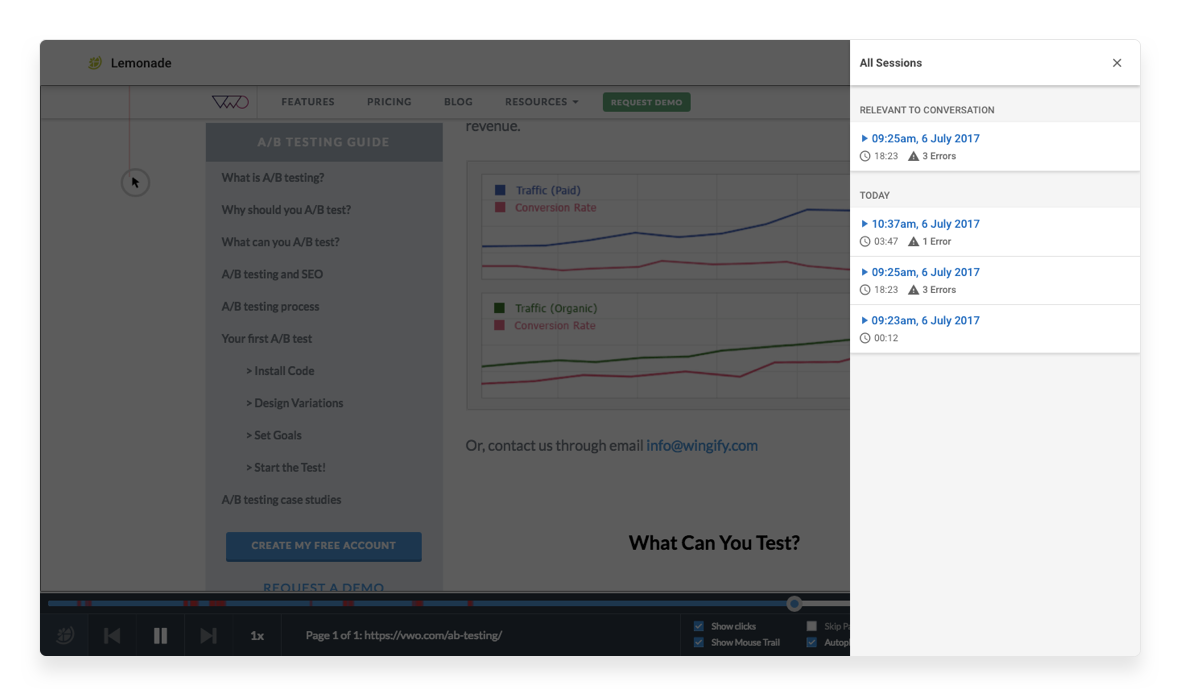 Lemonade
All Sessions
VWO
FEATURES PRICING BLOG RESOURCES REQUEST DEMO
RELEVANT TO CONVERSATION
09:25am, 6 July 2017
18:23 3 Errors
TODAY
10:37am, 6 July 2017
03:47 1 Error
09:25am, 6 July 2017
18:23 3 Errors
09:23am, 6 July 2017
00:12
A/B TESTING GUIDE
What is A/B testing?
Why should you A/B test?
What can you A/B test?
A/B testing and SEO
A/B testing process
Your first A/B test
> Install Code
> Design Variations
> Set Goals
> Start the Test!
A/B testing case studies
CREATE MY FREE ACCOUNT
REQUEST A DEMO
revenue.
Traffic (Paid)
Conversion Rate
Traffic (Organic)
Conversion Rate
Or, contact us through email info@wingify.com
What Can You Test?
1x
Page 1 of 1: https://vwo.com/ab-testing/
Show clicks Skip
Show Mouse Trail